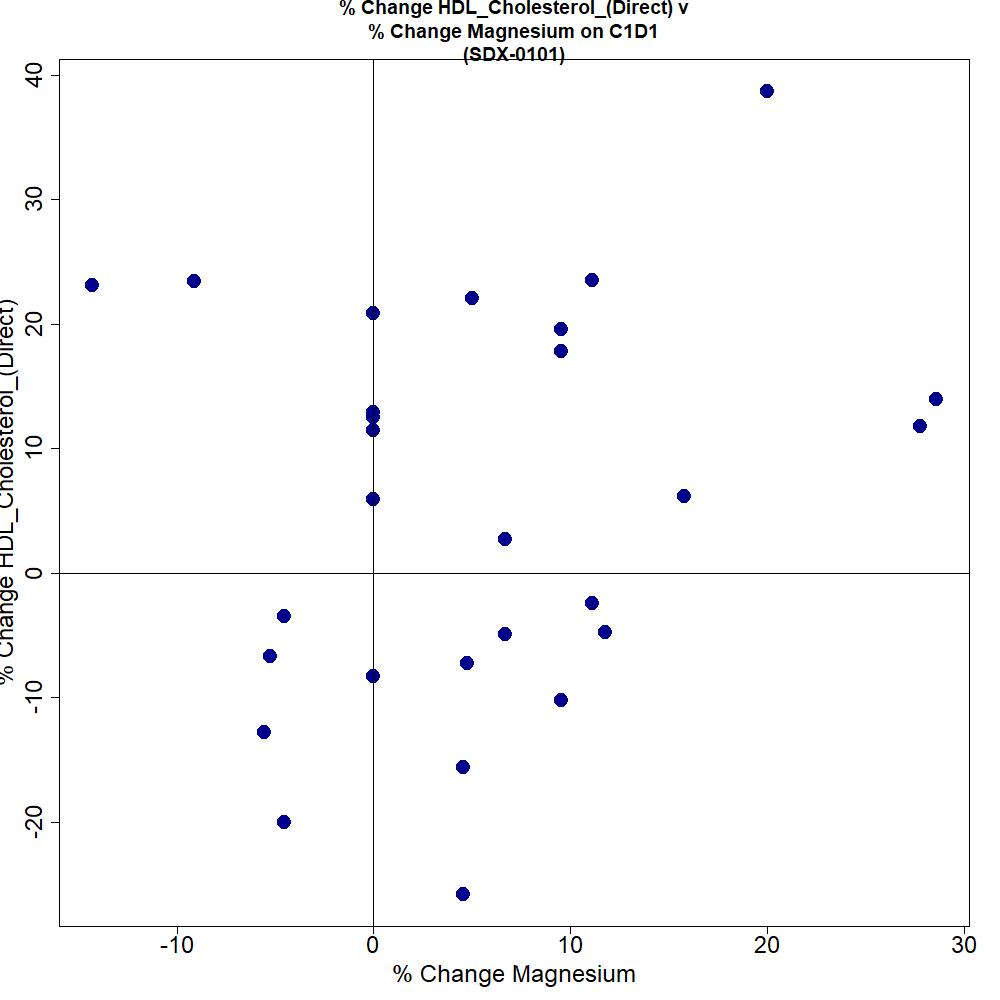 % Change HDL_Cholesterol_(Direct) v
% Change Magnesium on C1D1
(SDX-0101)
% Change HDL_Cholesterol_(Direct)
40
30
20
10
0
-10
-20
-10
0
10
20
30
% Change Magnesium